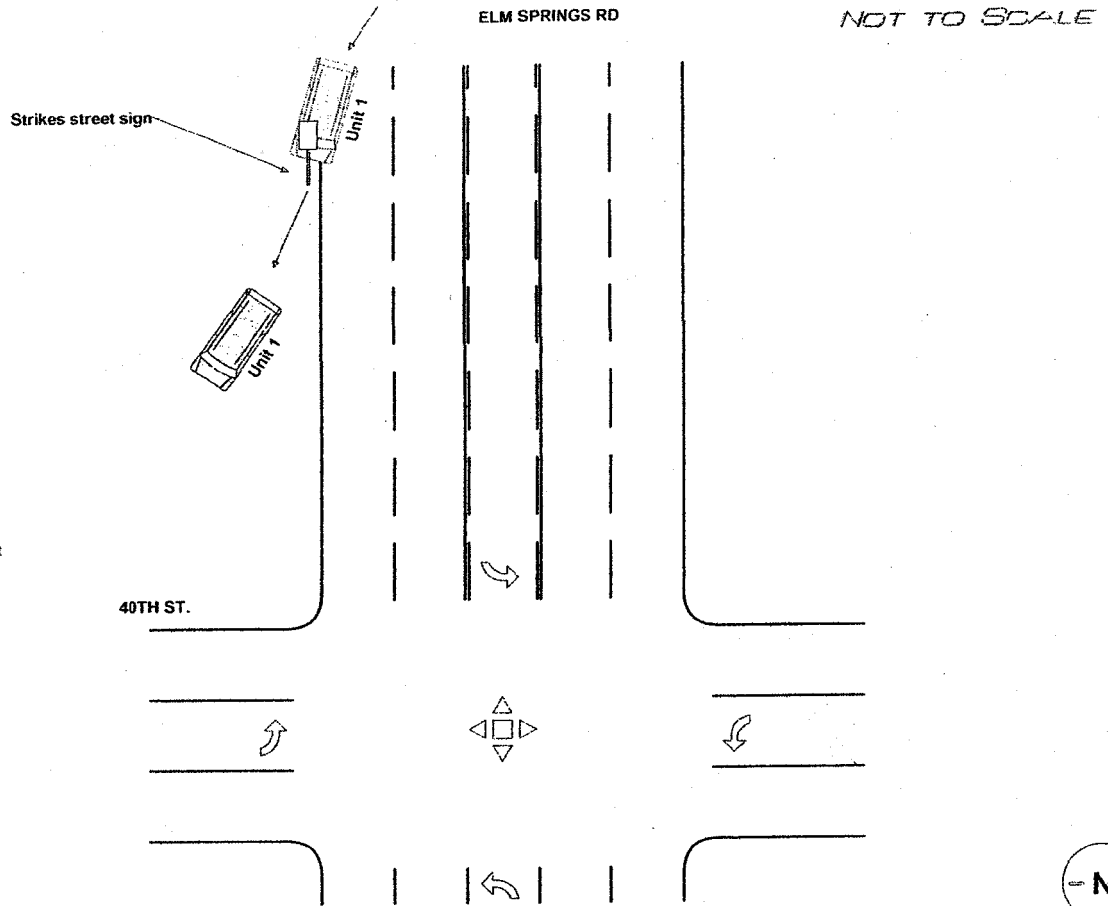 ELM SPRINGS RD
NOT TO SCALE
Unit 1
Strikes street sign
Unit 1
40TH ST.
N